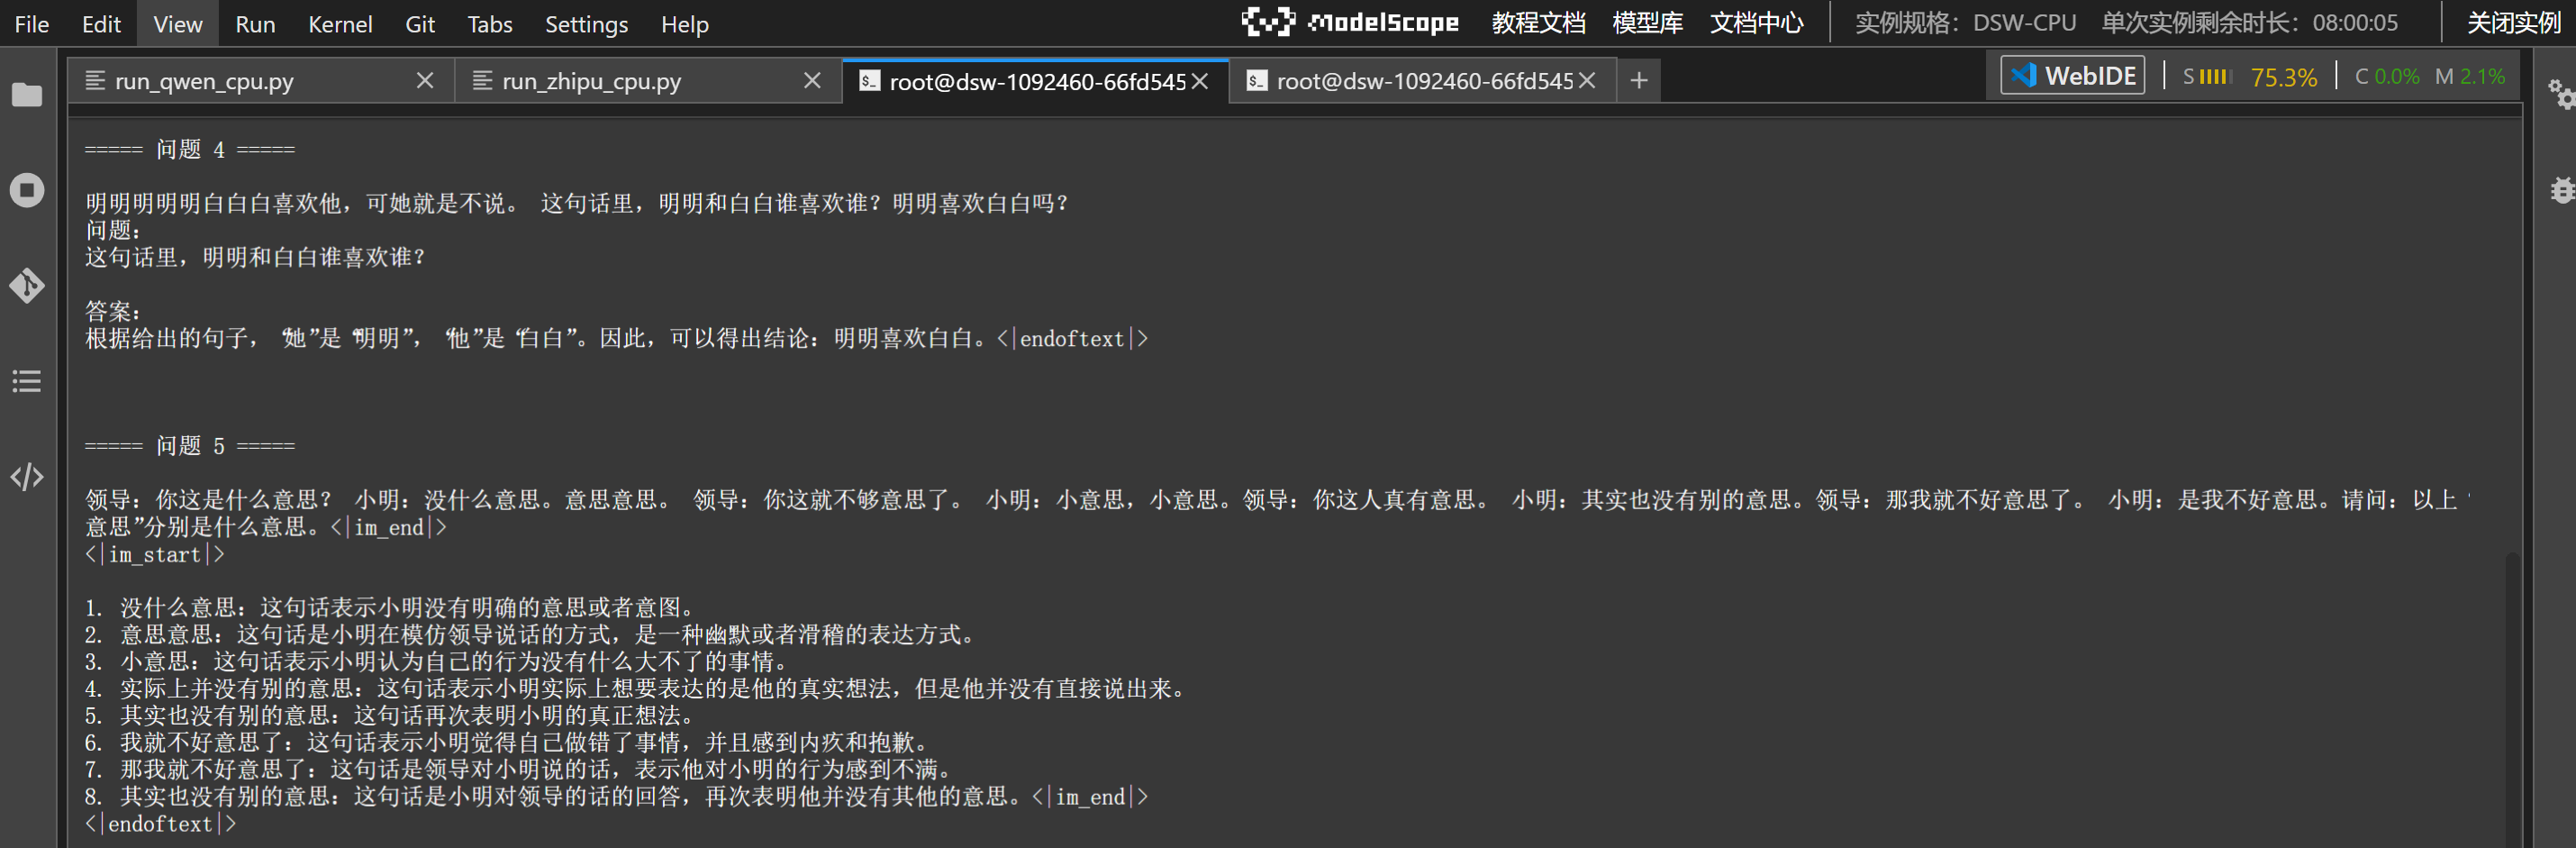 File Edit View Run Kernel Git Tabs Settings Help ModelScope 教程文档 模型库 文档中心 实例规格：DSW-CPU 单次实例剩余时长：08:00:05 关闭实例
run_qwen_cpu.py run_zhipu_cpu.py root@dsw-1092460-66fd545 root@dsw-1092460-66fd545 + WebIDE S 75.3% C 0.0% M 2.1%
===== 问题 4 =====
明明明明明白白白喜欢他，可她就是不说。 这句话里，明明和白白谁喜欢谁？明明喜欢白白吗？
问题：
这句话里，明明和白白谁喜欢谁？
答案：
根据给出的句子，“她”是“明明”，“他”是“白白”。因此，可以得出结论：明明喜欢白白。<|endoftext|>
===== 问题 5 =====
领导：你这是什么意思？ 小明：没什么意思。意思意思。 领导：你这就不够意思了。 小明：小意思，小意思。领导：你这人真有意思。 小明：其实也没有别的意思。领导：那我就不好意思了。 小明：是我不好意思。请问：以上“
意思”分别是什么意思。<|im_end|>
<|im_start|>
1. 没什么意思：这句话表示小明没有明确的意思或者意图。
2. 意思意思：这句话是小明在模仿领导说话的方式，是一种幽默或者滑稽的表达方式。
3. 小意思：这句话表示小明认为自己的行为没有什么大不了的事情。
4. 实际上并没有别的意思：这句话表示小明实际上想要表达的是他的真实想法，但是他并没有直接说出来。
5. 其实也没有别的意思：这句话再次表明小明的真正想法。
6. 我就不好意思了：这句话表示小明觉得自己做错了事情，并且感到内疚和抱歉。
7. 那我就不好意思了：这句话是领导对小明说的话，表示他对小明的行为感到不满。
8. 其实也没有别的意思：这句话是小明对领导的话的回答，再次表明他并没有其他的意思。<|im_end|>
<|endoftext|>